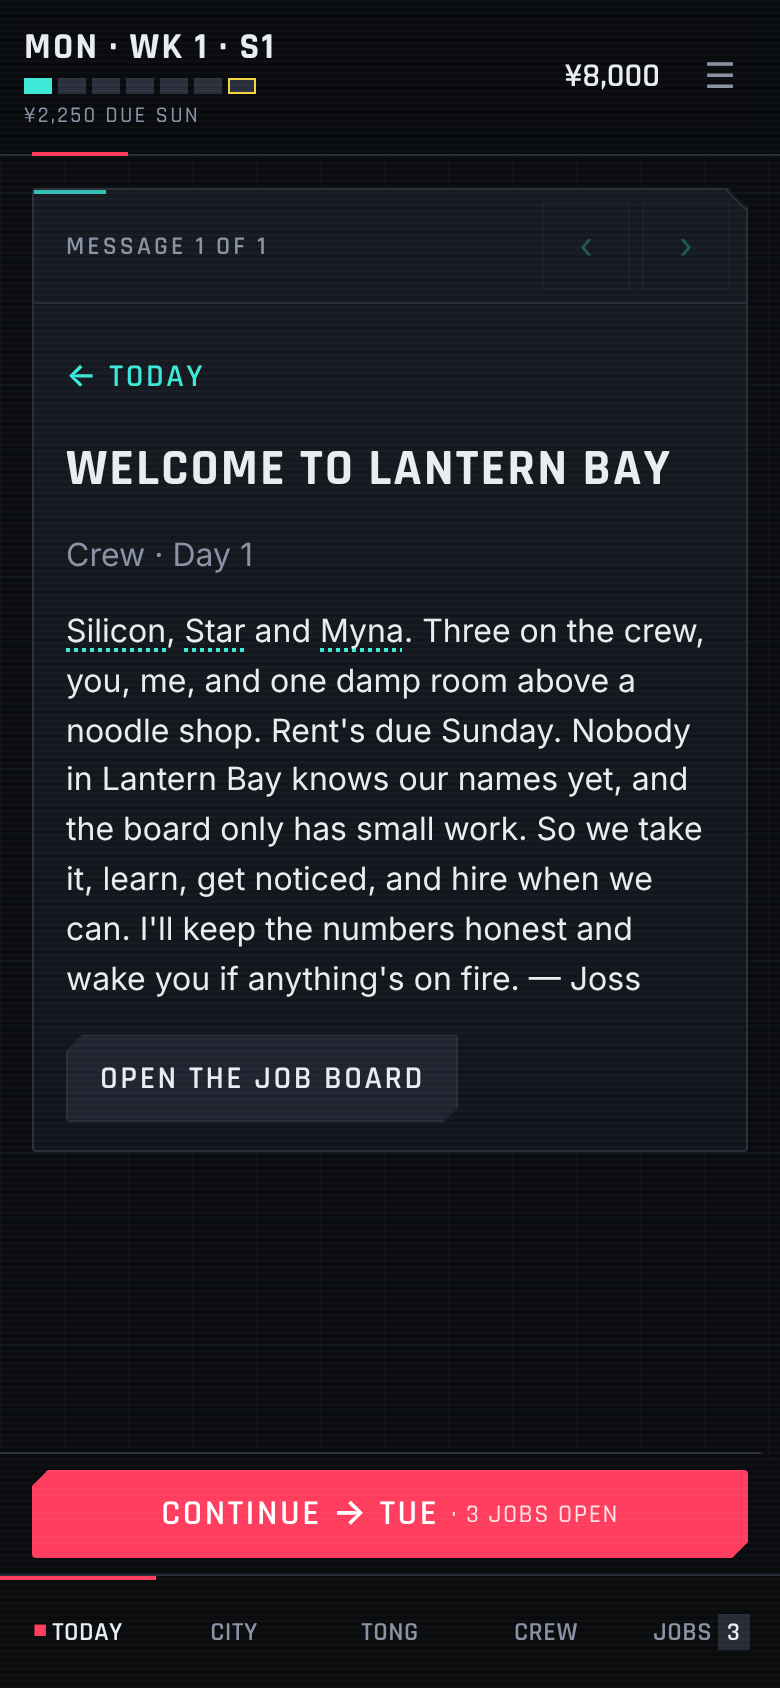 MON · WK 1 · S1
¥2,250 DUE SUN
¥8,000
MESSAGE 1 OF 1
← TODAY
WELCOME TO LANTERN BAY
Crew · Day 1
Silicon, Star and Myna. Three on the crew,
you, me, and one damp room above a
noodle shop. Rent's due Sunday. Nobody
in Lantern Bay knows our names yet, and
the board only has small work. So we take
it, learn, get noticed, and hire when we
can. I'll keep the numbers honest and
wake you if anything's on fire. — Joss
OPEN THE JOB BOARD
CONTINUE → TUE · 3 JOBS OPEN
TODAY CITY TONG CREW JOBS 3